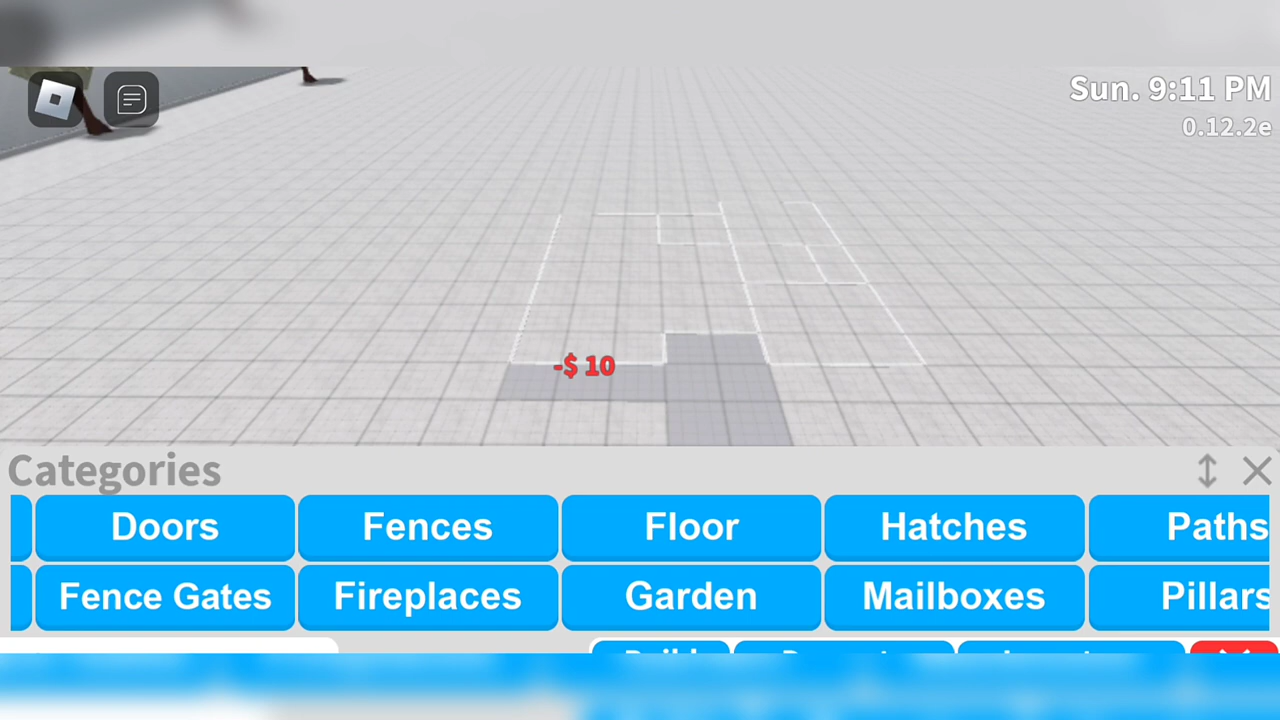 Sun. 9:11 PM
0.12.2e
-$ 10
Categories
Doors
Fences
Floor
Hatches
Paths
Fence Gates
Fireplaces
Garden
Mailboxes
Pillars